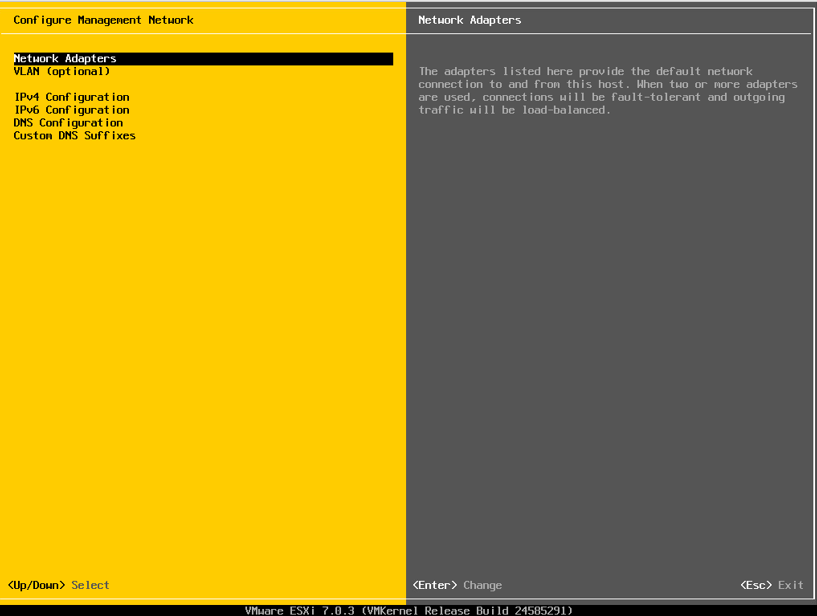 Configure Management Network
Network Adapters
Network Adapters
VLAN (optional)
IPv4 Configuration
IPv6 Configuration
DNS Configuration
Custom DNS Suffixes
The adapters listed here provide the default network
connection to and from this host. When two or more adapters
are used, connections will be fault-tolerant and outgoing
traffic will be load-balanced.
<Up/Down> Select
<Enter> Change
<Esc> Exit
VMware ESXi 7.0.3 (VMKernel Release Build 24585291)